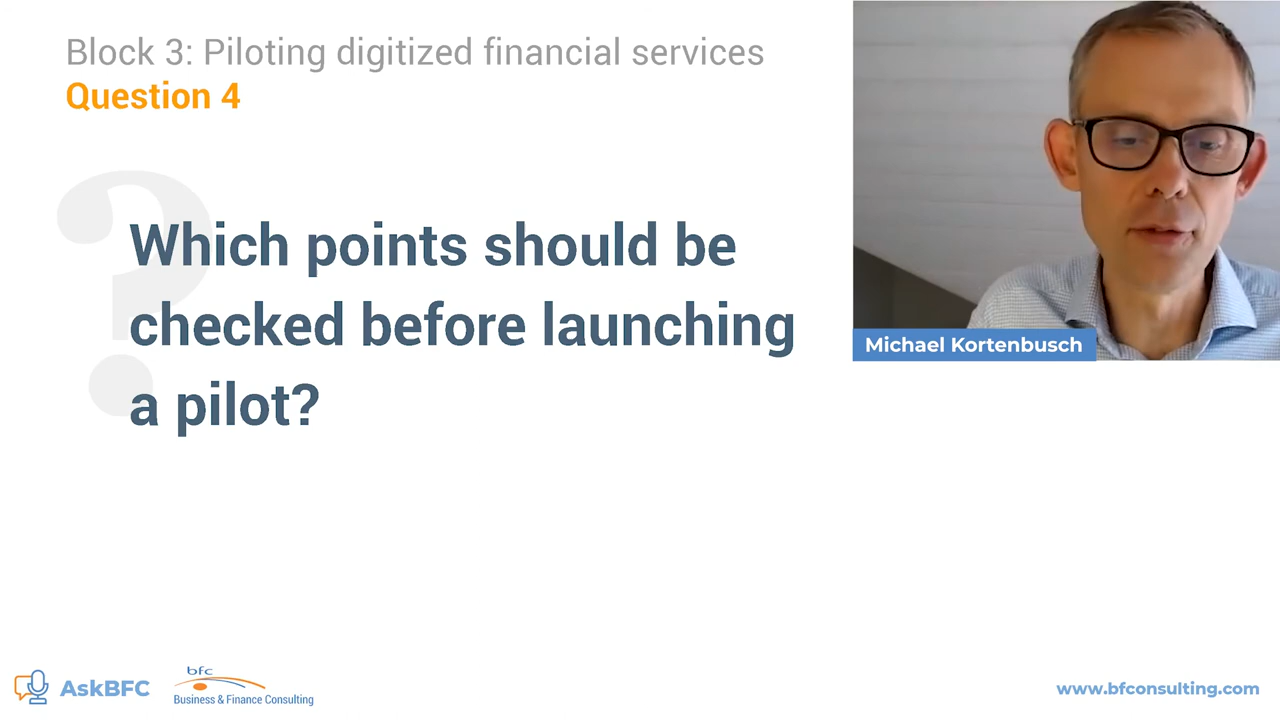 Block 3: Piloting digitized financial services
Question 4
?
Which points should be
checked before launching
a pilot?
Michael Kortenbusch
AskBFC
bfc
Business & Finance Consulting
www.bfconsulting.com